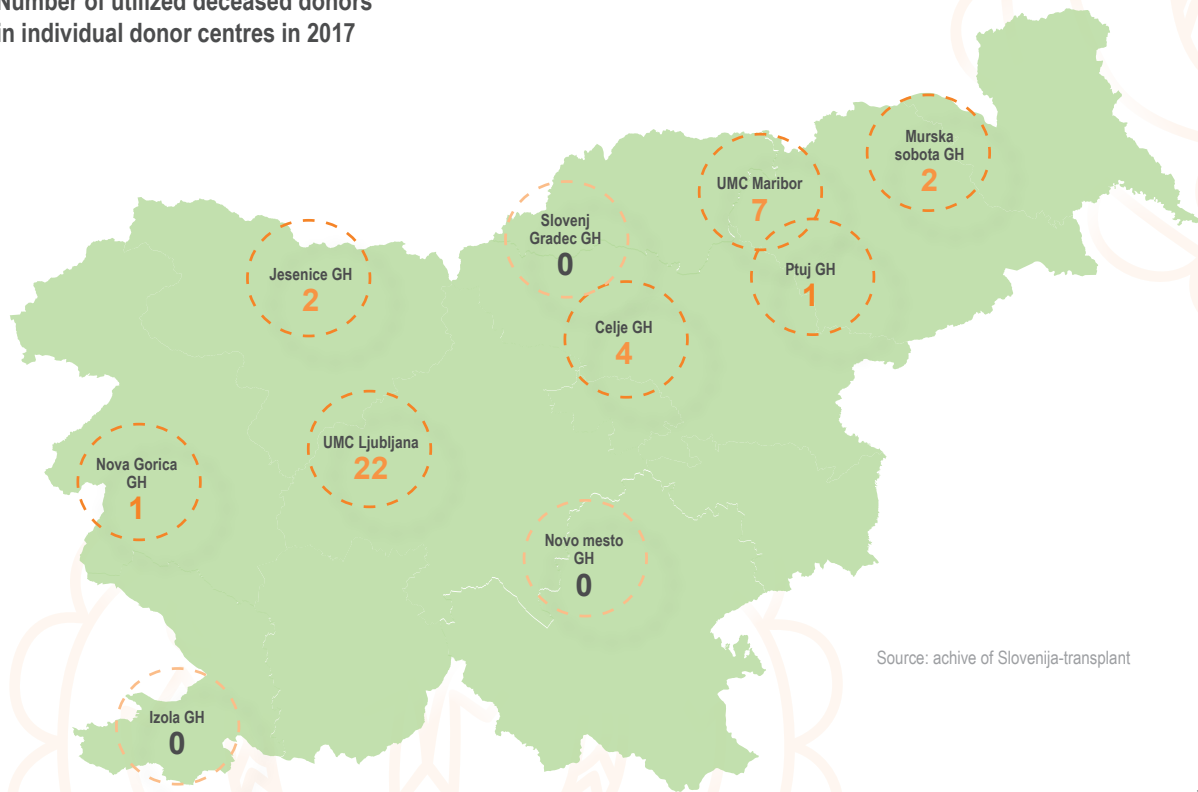 Number of utilized deceased donors
in individual donor centres in 2017
Murska
sobota GH
2
UMC Maribor
7
Slovenj
Gradec GH
0
Ptuj GH
1
Jesenice GH
2
Celje GH
4
UMC Ljubljana
22
Nova Gorica
GH
1
Novo mesto
GH
0
Source: achive of Slovenija-transplant
Izola GH
0